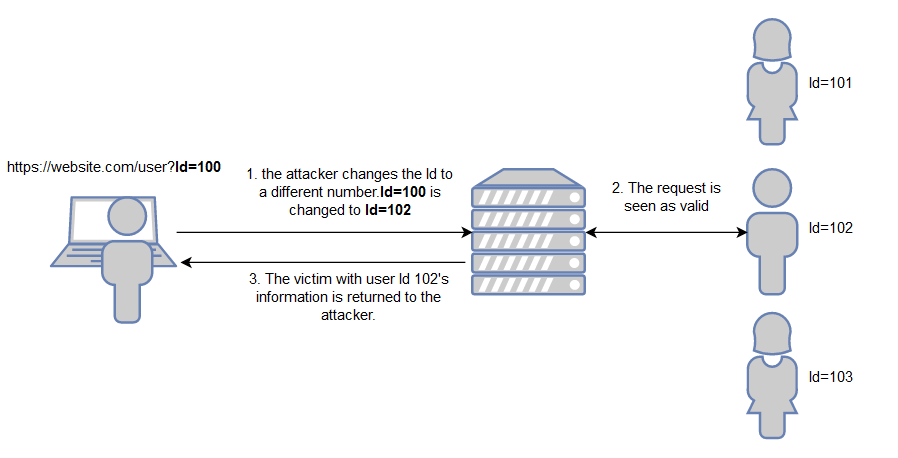 Id=101
https://website.com/user?Id=100
1. the attacker changes the Id to
a different number.Id=100 is
changed to Id=102
2. The request is
seen as valid
Id=102
3. The victim with user Id 102's
information is returned to the
attacker.
Id=103